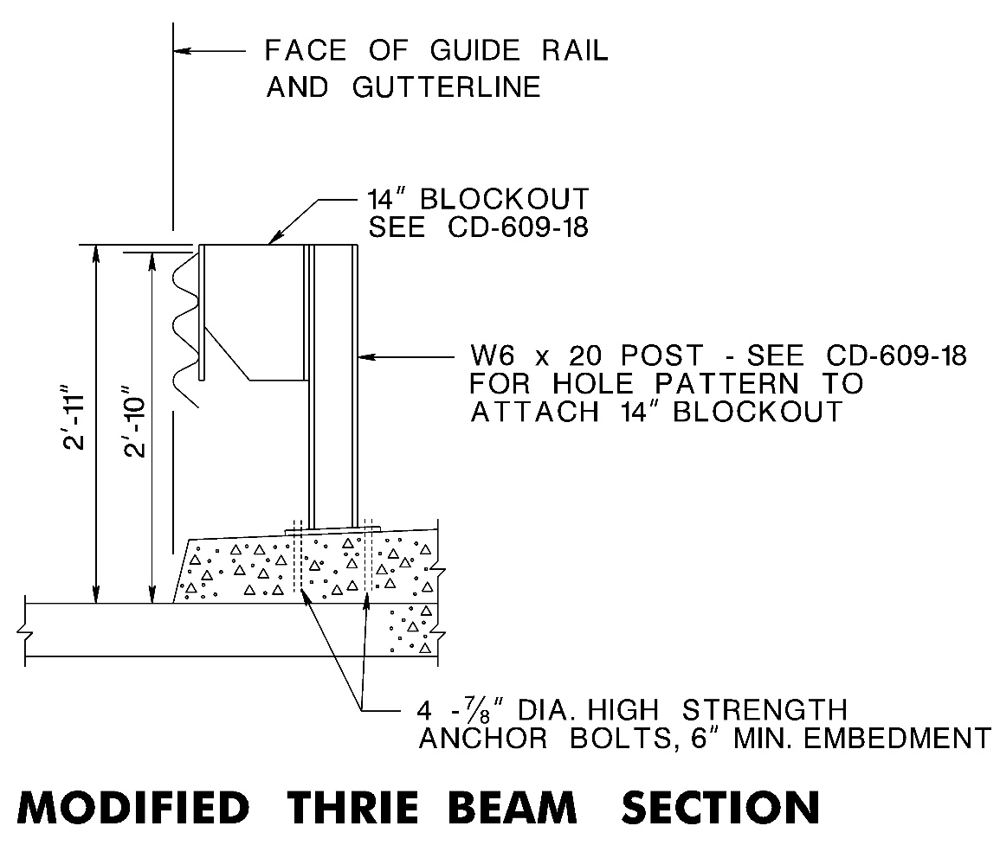 FACE OF GUIDE RAIL
AND GUTTERLINE
14" BLOCKOUT
SEE CD-609-18
W6 x 20 POST - SEE CD-609-18
FOR HOLE PATTERN TO
ATTACH 14" BLOCKOUT
2'-11"
2'-10"
4 -7/8" DIA. HIGH STRENGTH
ANCHOR BOLTS, 6" MIN. EMBEDMENT
MODIFIED THRIE BEAM SECTION